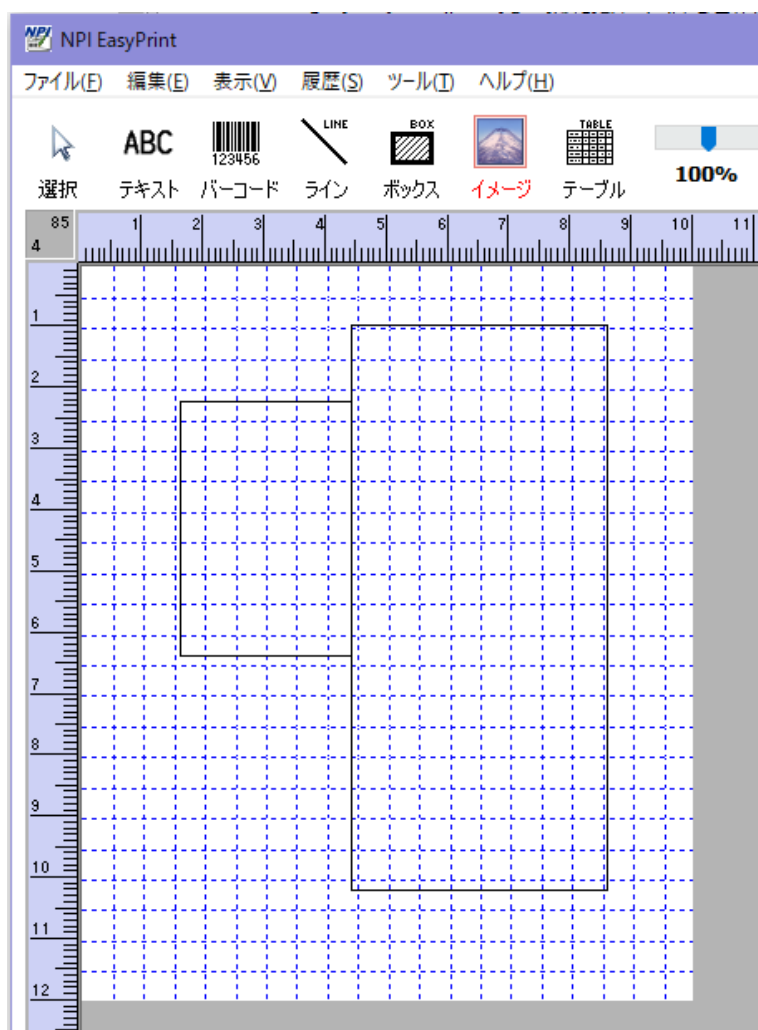 NPI EasyPrint
ファイル(F) 編集(E) 表示(V) 履歴(S) ツール(T) ヘルプ(H)
LINE BOX TABLE
ABC
123456
100%
選択 テキスト バーコード ライン ボックス イメージ テーブル
85 1 2 3 4 5 6 7 8 9 10 11
4
1
2
3
4
5
6
7
8
9
10
11
12